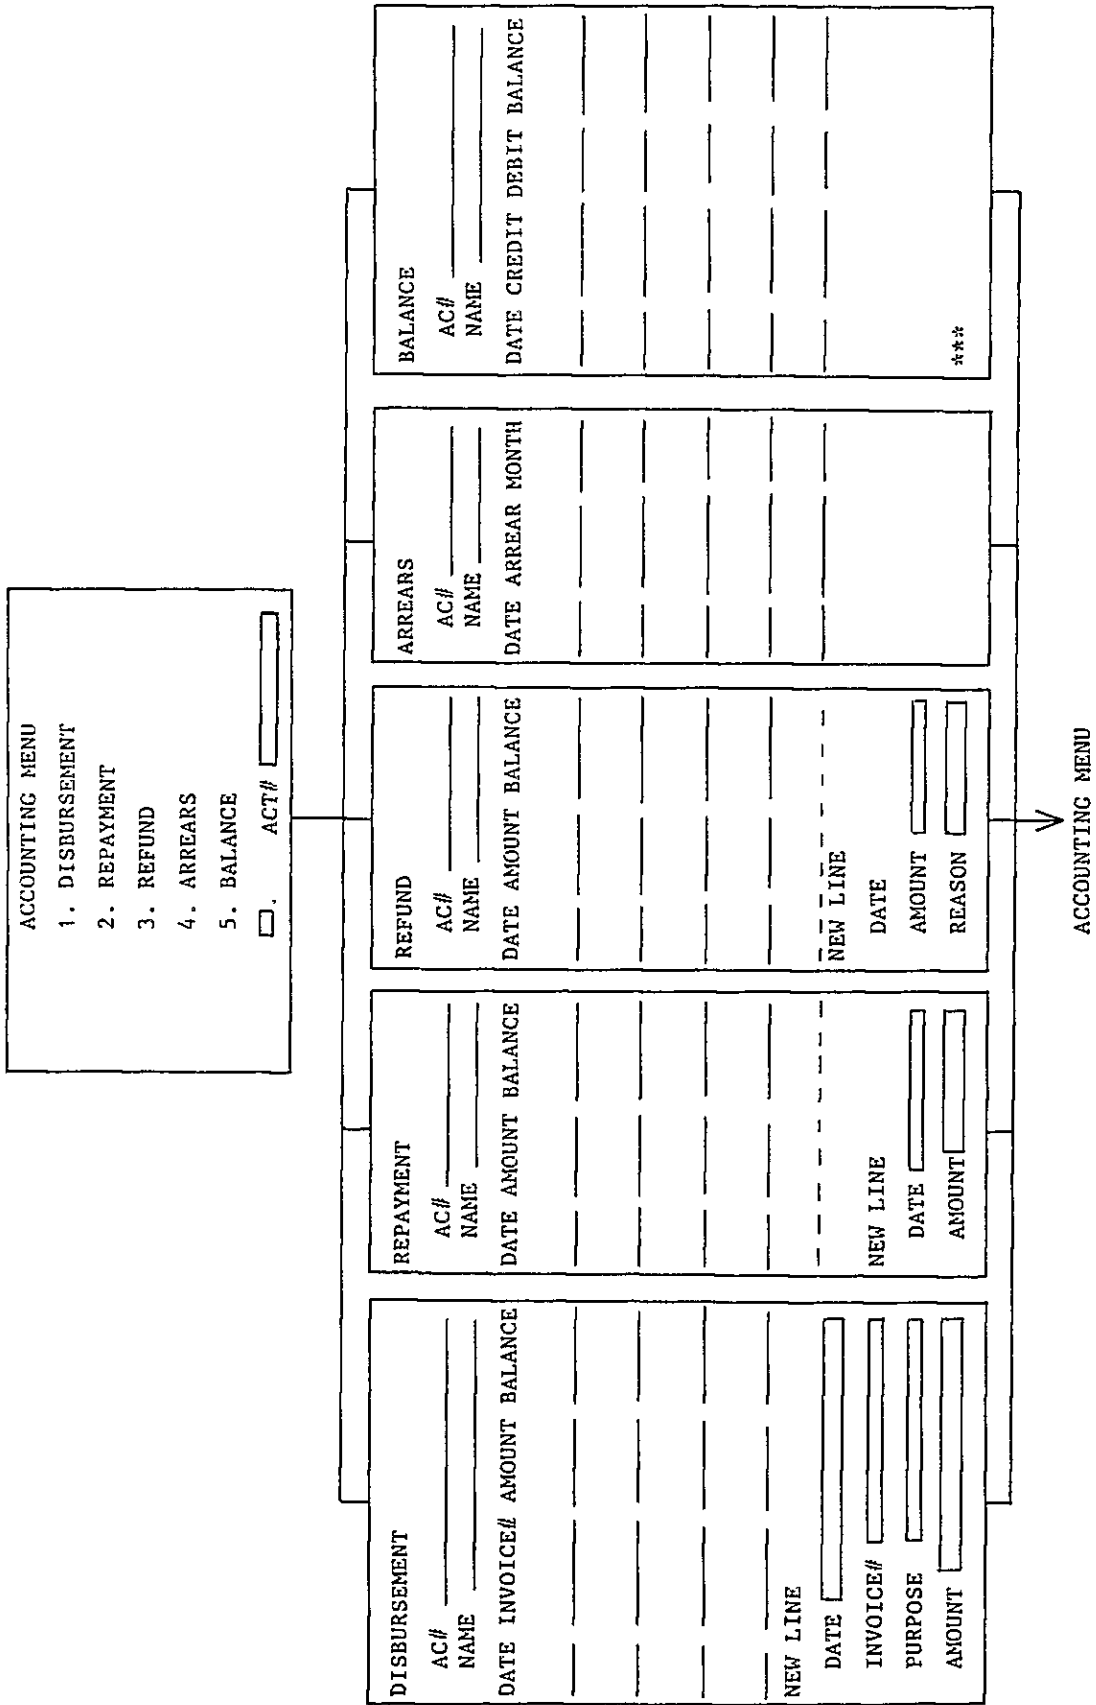 ACCOUNTING MENU
1. DISBURSEMENT
2. REPAYMENT
3. REFUND
4. ARREARS
5. BALANCE
. ACT#
DISBURSEMENT
AC#
NAME
DATE INVOICE# AMOUNT BALANCE
NEW LINE
DATE
INVOICE#
PURPOSE
AMOUNT
REPAYMENT
AC#
NAME
DATE AMOUNT BALANCE
NEW LINE
DATE
AMOUNT
REFUND
AC#
NAME
DATE AMOUNT BALANCE
NEW LINE
DATE
AMOUNT
REASON
ARREARS
AC#
NAME
DATE ARREAR MONTH
BALANCE
AC#
NAME
DATE CREDIT DEBIT BALANCE
***
ACCOUNTING MENU